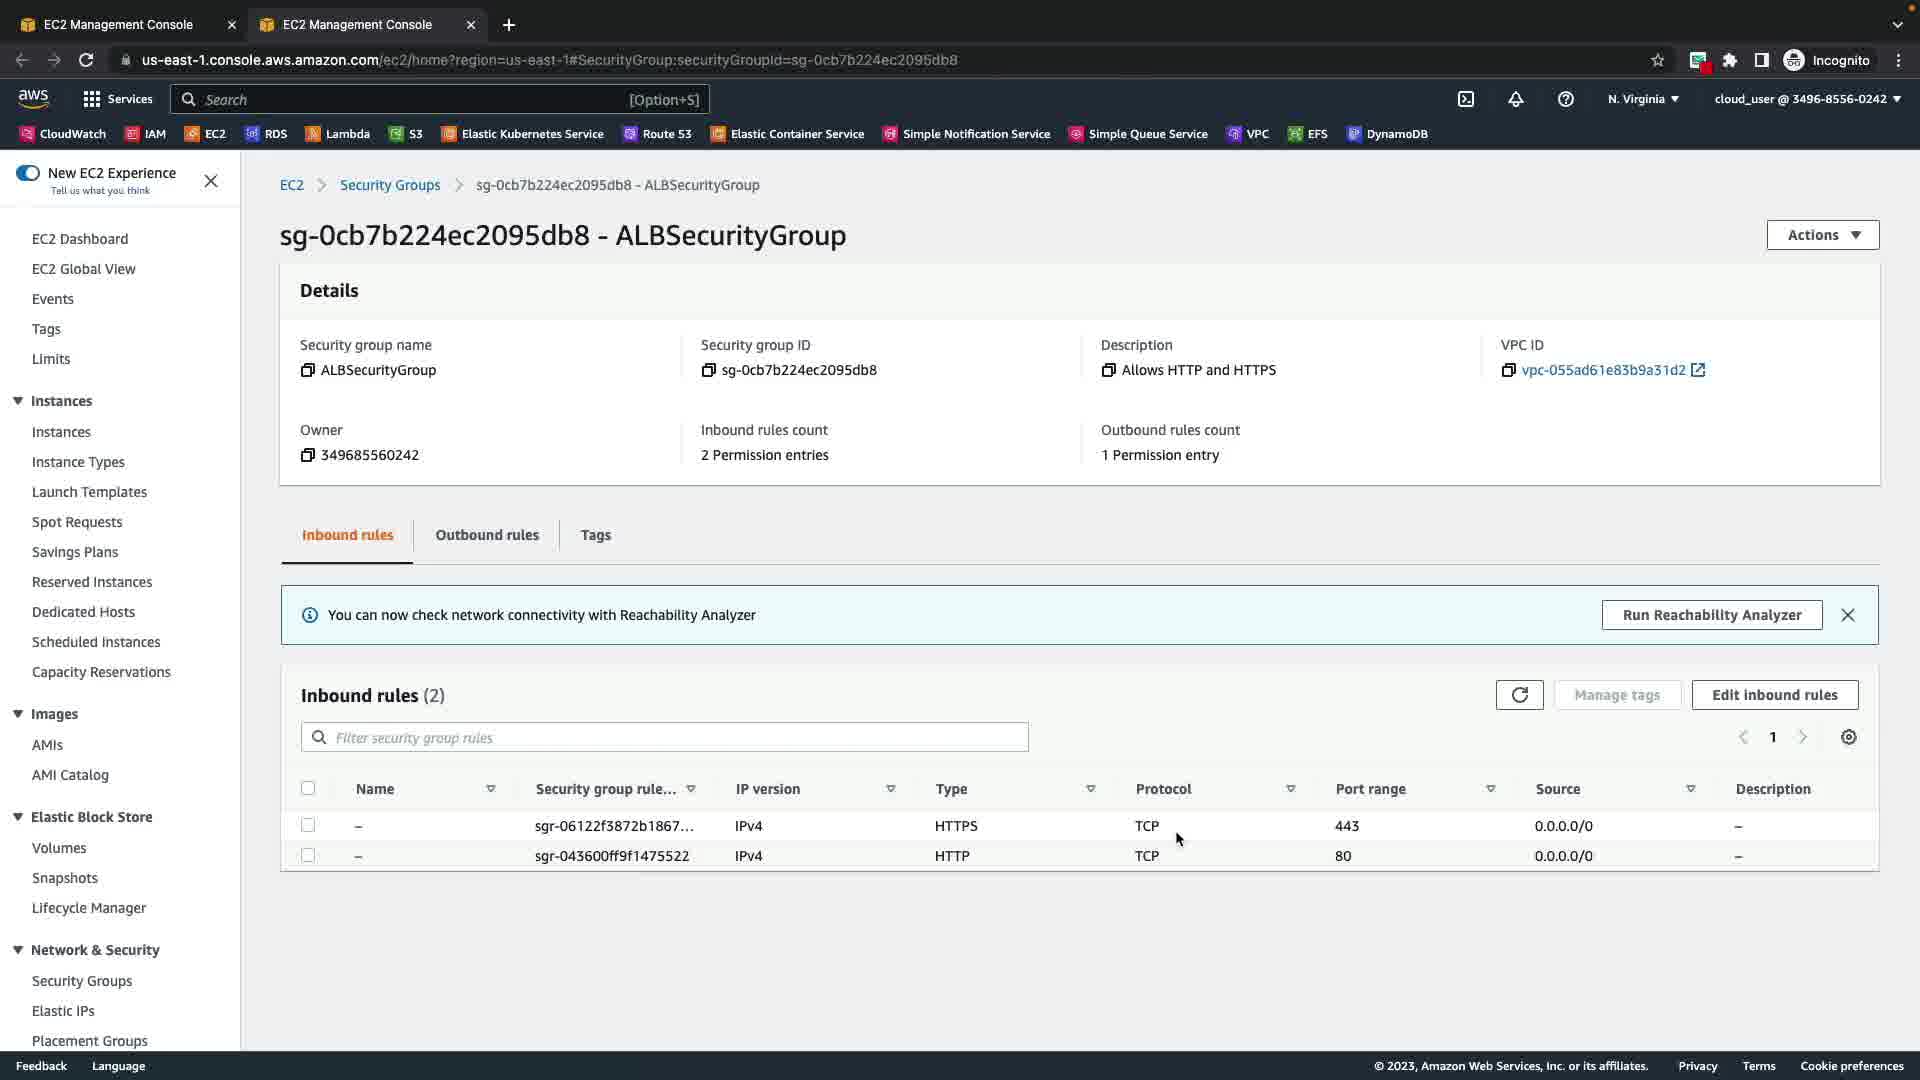 EC2 Management Console
EC2 Management Console
us-east-1.console.aws.amazon.com/ec2/home?region=us-east-1#SecurityGroup:securityGroupId=sg-0cb7b224ec2095db8
Incognito
aws
Services
Search
[Option+S]
N. Virginia
cloud_user @ 3496-8556-0242
CloudWatch
IAM
EC2
RDS
Lambda
S3
Elastic Kubernetes Service
Route 53
Elastic Container Service
Simple Notification Service
Simple Queue Service
VPC
EFS
DynamoDB
New EC2 Experience
Tell us what you think
EC2 Dashboard
EC2 Global View
Events
Tags
Limits
Instances
Instances
Instance Types
Launch Templates
Spot Requests
Savings Plans
Reserved Instances
Dedicated Hosts
Scheduled Instances
Capacity Reservations
Images
AMIs
AMI Catalog
Elastic Block Store
Volumes
Snapshots
Lifecycle Manager
Network & Security
Security Groups
Elastic IPs
Placement Groups
EC2 > Security Groups > sg-0cb7b224ec2095db8 - ALBSecurityGroup
sg-0cb7b224ec2095db8 - ALBSecurityGroup
Actions
Details
Security group name
ALBSecurityGroup
Security group ID
sg-0cb7b224ec2095db8
Description
Allows HTTP and HTTPS
VPC ID
vpc-055ad61e83b9a31d2
Owner
349685560242
Inbound rules count
2 Permission entries
Outbound rules count
1 Permission entry
Inbound rules
Outbound rules
Tags
You can now check network connectivity with Reachability Analyzer
Run Reachability Analyzer
Inbound rules (2)
Manage tags
Edit inbound rules
Filter security group rules
1
Name Security group rule... IP version Type Protocol Port range Source Description
– sgr-06122f3872b1867... IPv4 HTTPS TCP 443 0.0.0.0/0 –
– sgr-043600ff9f1475522 IPv4 HTTP TCP 80 0.0.0.0/0 –
Feedback
Language
© 2023, Amazon Web Services, Inc. or its affiliates.
Privacy
Terms
Cookie preferences